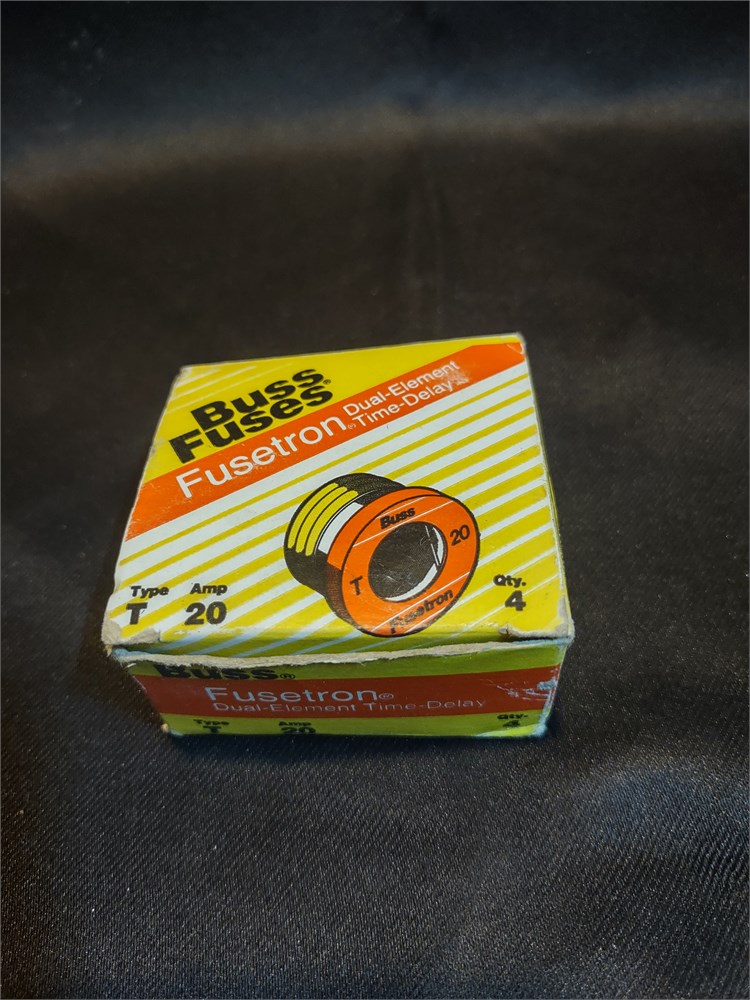 Buss®
Fuses
Fusetron® Dual-Element
Time-Delay
Buss
20
T
Fusetron
Type Amp Qty.
T 20 4
Buss®
Fusetron®
Dual-Element Time-Delay
Type Amp Qty.
T 20 4